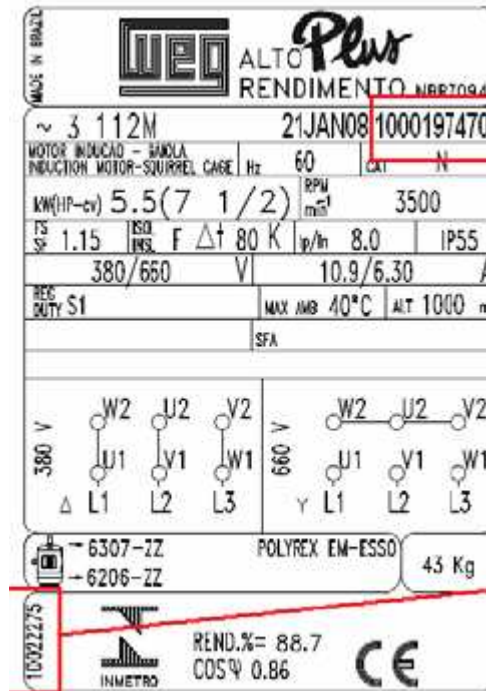 MADE IN BRAZIL
WEG ALTO Plus
RENDIMENTO NBR7094
~ 3 112M 21JAN08 1000197470
MOTOR INDUCAO - GAIOLA
INDUCTION MOTOR-SQUIRREL CAGE Hz 60 CAT N
kW(HP-cv) 5.5(7 1/2) RPM min-1 3500
FS SF 1.15 ISOL INSL F Δt 80 K Ip/In 8.0 IP55
380/660 V 10.9/6.30 A
REG DUTY S1 MAX AMB 40°C ALT 1000 m
SFA
380 V W2 U2 V2 660 V W2 U2 V2
U1 V1 W1 U1 V1 W1
Δ L1 L2 L3 Y L1 L2 L3
6307-ZZ POLYREX EM-ESSO
6206-ZZ 43 Kg
10022275
REND.%= 88.7
COSφ 0.86
INMETRO CE